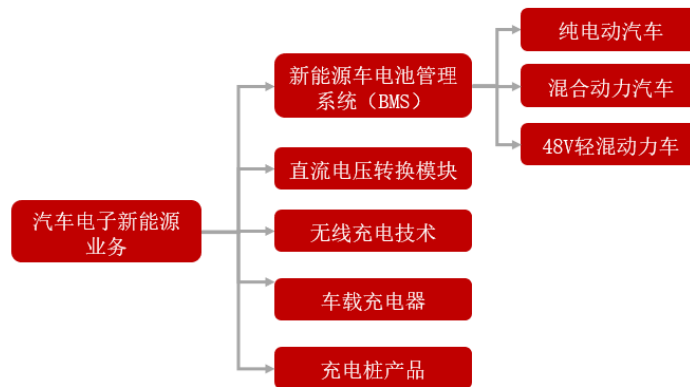 汽车电子新能源
业务
新能源车电池管理
系统（BMS）
直流电压转换模块
无线充电技术
车载充电器
充电桩产品
纯电动汽车
混合动力汽车
48V轻混动力车